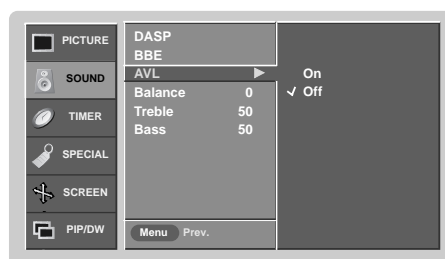 PICTURE
SOUND
TIMER
SPECIAL
SCREEN
PIP/DW
DASP
BBE
AVL
Balance 0
Treble 50
Bass 50
Menu Prev.
On
Off